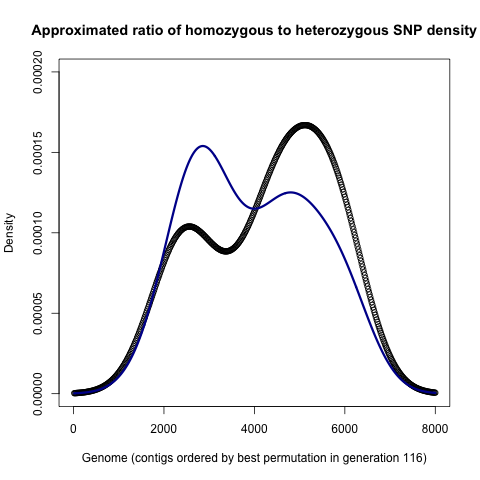 Approximated ratio of homozygous to heterozygous SNP density
Density
0.00020
0.00015
0.00010
0.00005
0.00000
0 2000 4000 6000 8000
Genome (contigs ordered by best permutation in generation 116)